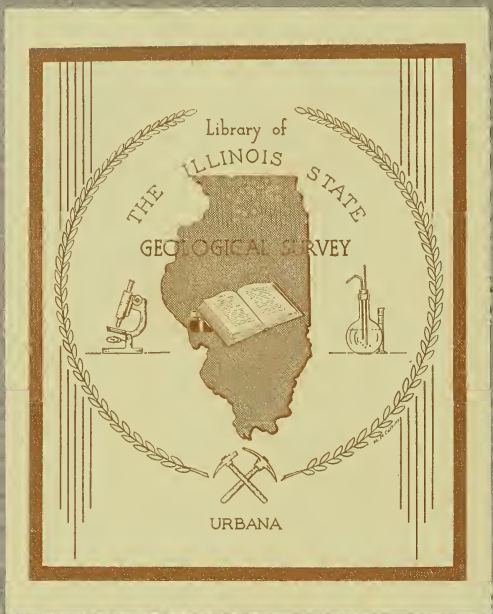 Library of
THE ILLINOIS STATE
GEOLOGICAL SURVEY
URBANA